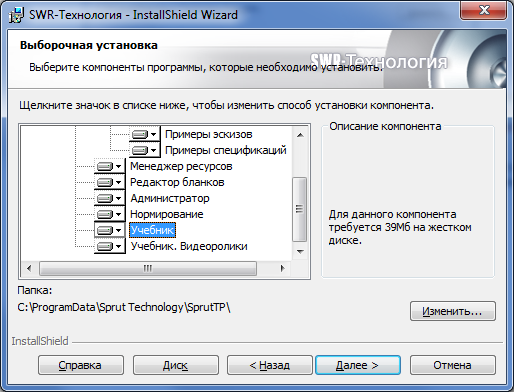 SWR-Технология - InstallShield Wizard
Выборочная установка
Выберите компоненты программы, которые необходимо установить.
SWR-Технология
Щелкните значок в списке ниже, чтобы изменить способ установки компонента.
Примеры эскизов
Примеры спецификаций
Менеджер ресурсов
Редактор бланков
Администратор
Нормирование
Учебник
Учебник. Видеоролики
Описание компонента
Для данного компонента
требуется 39Мб на жестком
диске.
Папка:
C:\ProgramData\Sprut Technology\SprutTP\
Изменить...
InstallShield
Справка
Диск
< Назад
Далее >
Отмена